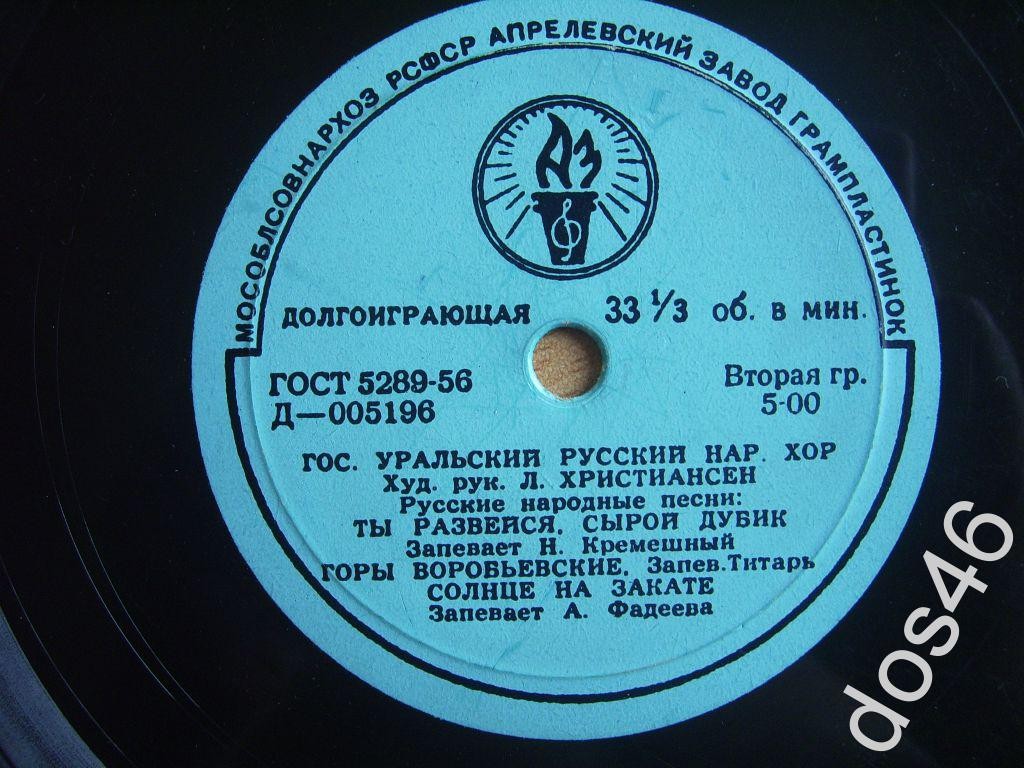 МОСОБЛСОВНАРХОЗ РСФСР АПРЕЛЕВСКИЙ ЗАВОД ГРАМПЛАСТИНОК
АЗ
ДОЛГОИГРАЮЩАЯ 33 1/3 об. в мин.
ГОСТ 5289-56 Вторая гр.
Д—005196 5-00
ГОС. УРАЛЬСКИЙ РУССКИЙ НАР. ХОР
Худ. рук. Л. ХРИСТИАНСЕН
Русские народные песни:
ТЫ РАЗВЕЙСЯ, СЫРОЙ ДУБИК
Запевает Н. Кремешный
ГОРЫ ВОРОБЬЕВСКИЕ. Запев.Титарь
СОЛНЦЕ НА ЗАКАТЕ
Запевает А. Фадеева
dos46